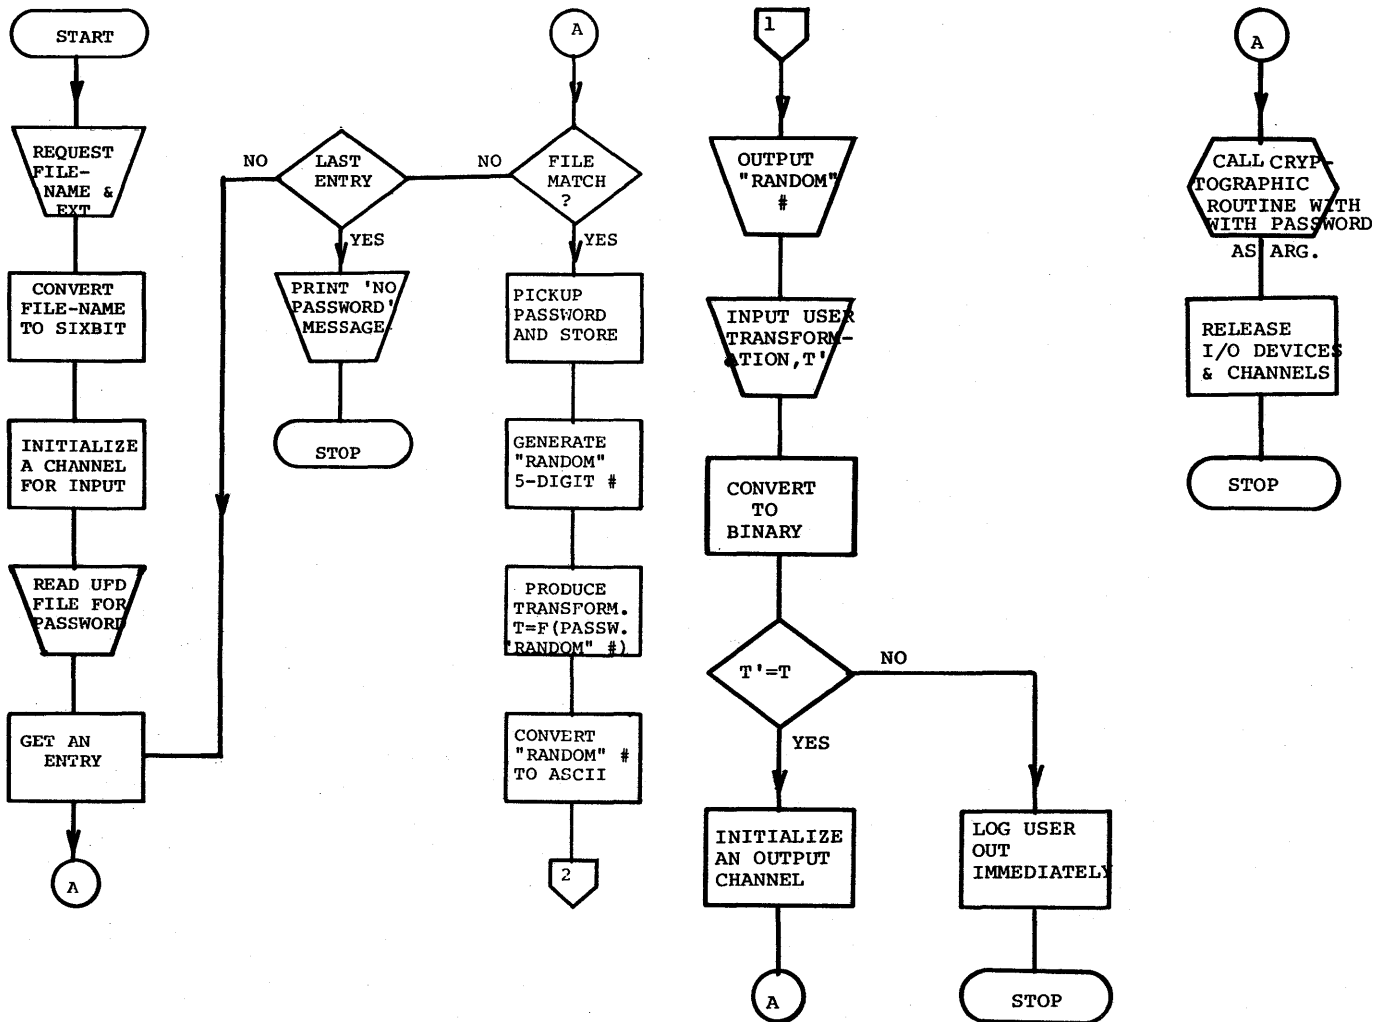 START
REQUEST
FILE-
NAME &
EXT
CONVERT
FILE-NAME
TO SIXBIT
INITIALIZE
A CHANNEL
FOR INPUT
READ UFD
FILE FOR
PASSWORD
GET AN
ENTRY
A
NO
LAST
ENTRY
YES
PRINT 'NO
PASSWORD'
MESSAGE
STOP
A
NO
FILE
MATCH
?
YES
PICKUP
PASSWORD
AND STORE
GENERATE
"RANDOM"
5-DIGIT #
PRODUCE
TRANSFORM.
T=F(PASSW.
"RANDOM" #)
CONVERT
"RANDOM" #
TO ASCII
2
1
OUTPUT
"RANDOM"
#
INPUT USER
TRANSFORM-
ATION,T'
CONVERT
TO
BINARY
T'=T
NO
YES
INITIALIZE
AN OUTPUT
CHANNEL
A
LOG USER
OUT
IMMEDIATELY
STOP
A
CALL CRYP-
TOGRAPHIC
ROUTINE WITH
WITH PASSWORD
AS ARG.
RELEASE
I/O DEVICES
& CHANNELS
STOP